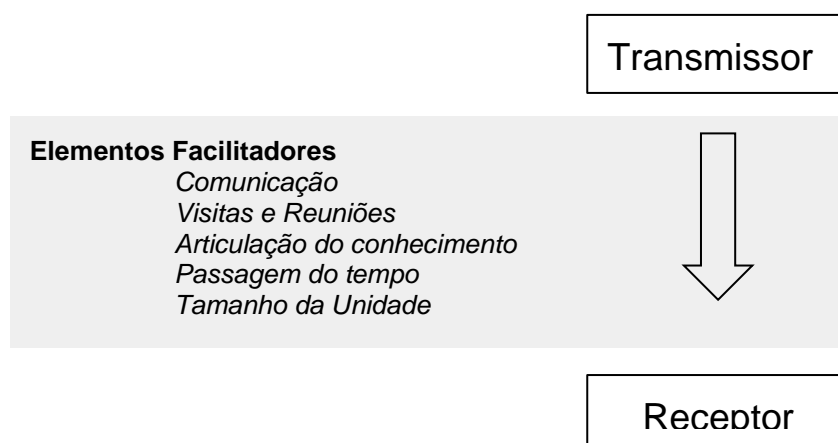 Transmissor
Elementos Facilitadores
Comunicação
Visitas e Reuniões
Articulação do conhecimento
Passagem do tempo
Tamanho da Unidade
Receptor